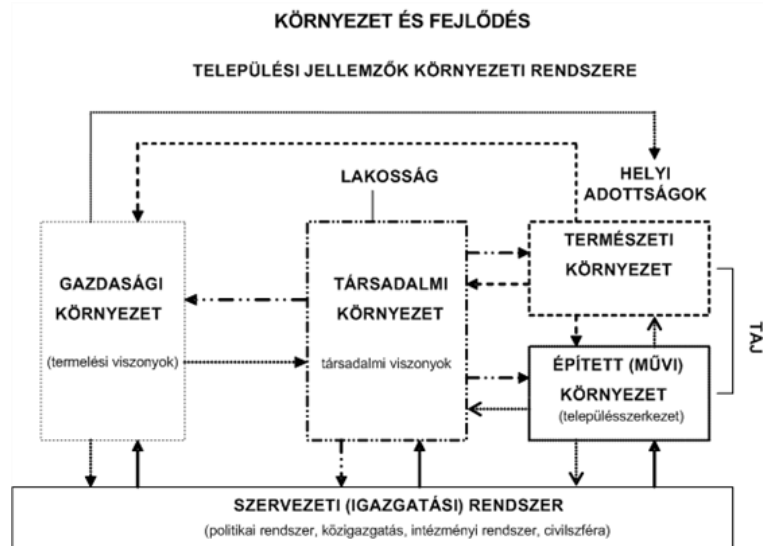 KÖRNYEZET ÉS FEJLŐDÉS
TELEPÜLÉSI JELLEMZŐK KÖRNYEZETI RENDSZERE
LAKOSSÁG
HELYI
ADOTTSÁGOK
GAZDASÁGI
KÖRNYEZET
(termelési viszonyok)
TÁRSADALMI
KÖRNYEZET
társadalmi viszonyok
TERMÉSZETI
KÖRNYEZET
ÉPÍTETT (MŰVI)
KÖRNYEZET
(településszerkezet)
TÁJ
SZERVEZETI (IGAZGATÁSI) RENDSZER
(politikai rendszer, közigazgatás, intézményi rendszer, civilszféra)